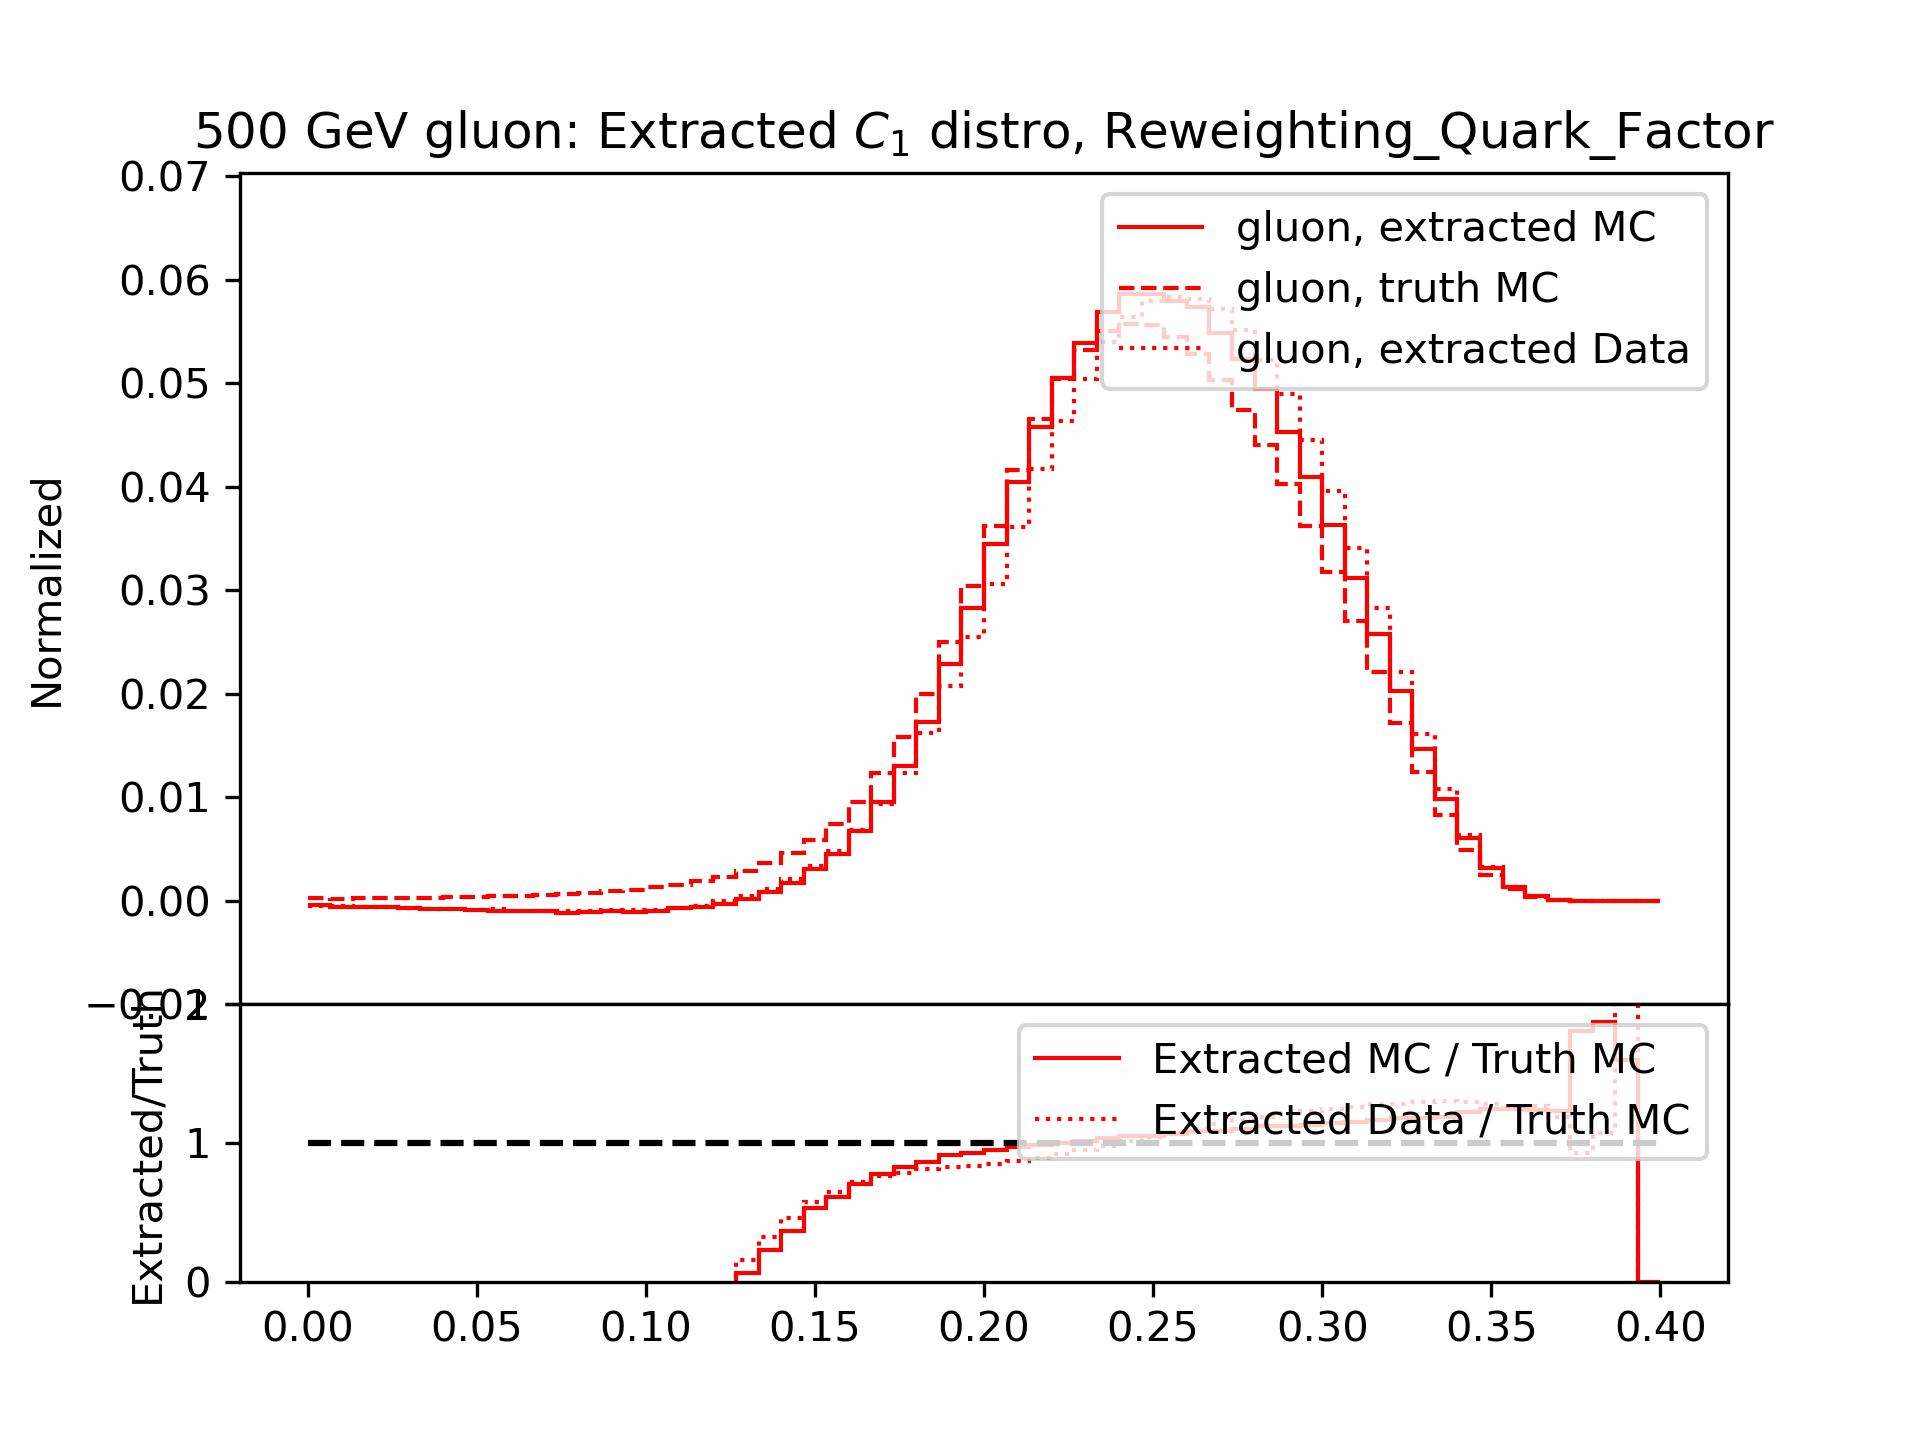 500 GeV gluon: Extracted C₁ distro, Reweighting_Quark_Factor
0.07
0.06
0.05
0.04
0.03
0.02
0.01
0.00
−0.01
Normalized
gluon, extracted MC
gluon, truth MC
gluon, extracted Data
2
1
0
Extracted/Truth
Extracted MC / Truth MC
Extracted Data / Truth MC
0.00 0.05 0.10 0.15 0.20 0.25 0.30 0.35 0.40